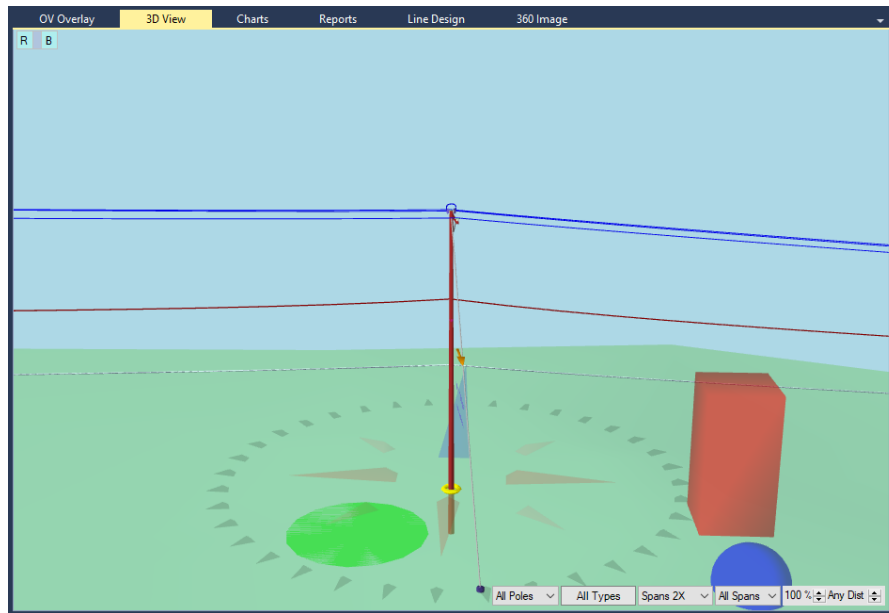 OV Overlay 3D View Charts Reports Line Design 360 Image
R B
All Poles All Types Spans 2X All Spans 100 % Any Dist